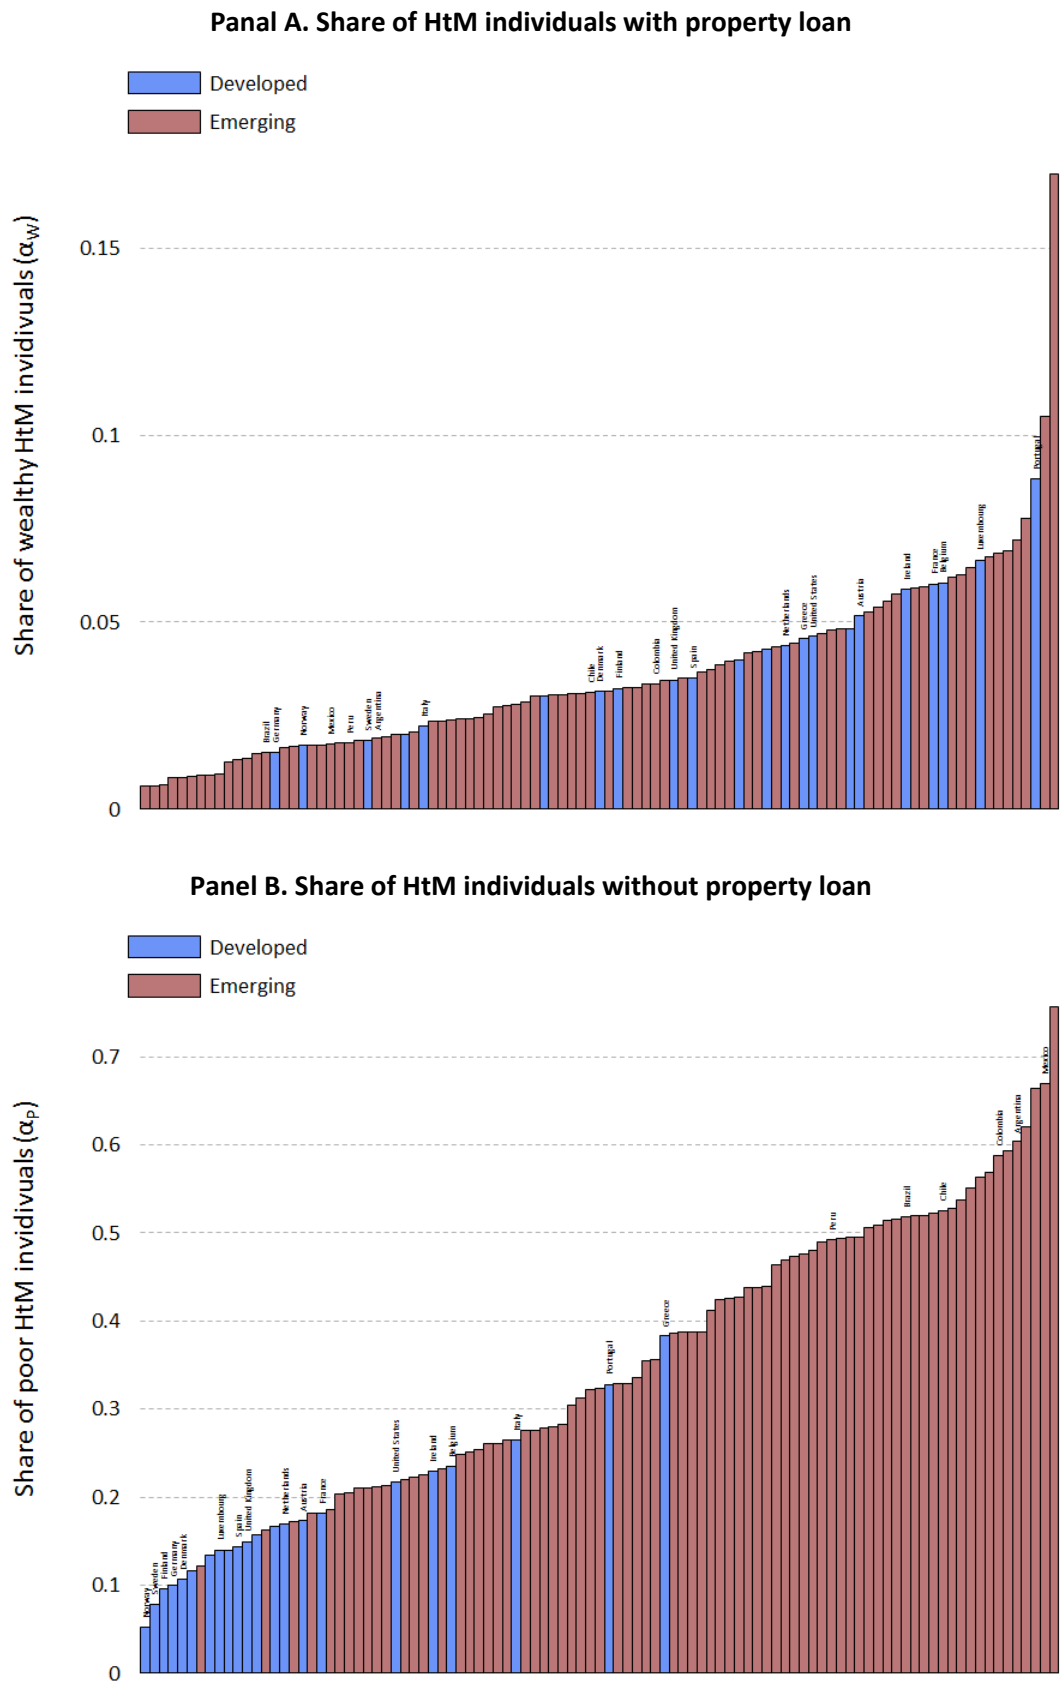 Panal A. Share of HtM individuals with property loan
Developed
Emerging
Share of wealthy HtM invidivuals (αW)
0.15
0.1
0.05
0
Brazil
Germany
Norway
Mexico
Peru
Sweden
Argentina
Italy
Chile
Denmark
Finland
Colombia
United Kingdom
Spain
Netherlands
Greece
United States
Austria
Ireland
France
Belgium
Luxembourg
Portugal
Panel B. Share of HtM individuals without property loan
Developed
Emerging
Share of poor HtM invidivuals (αP)
0.7
0.6
0.5
0.4
0.3
0.2
0.1
0
Norway
Sweden
Finland
Germany
Denmark
Luxembourg
Spain
United Kingdom
Netherlands
Austria
France
United States
Ireland
Belgium
Italy
Portugal
Greece
Peru
Brazil
Chile
Colombia
Argentina
Mexico